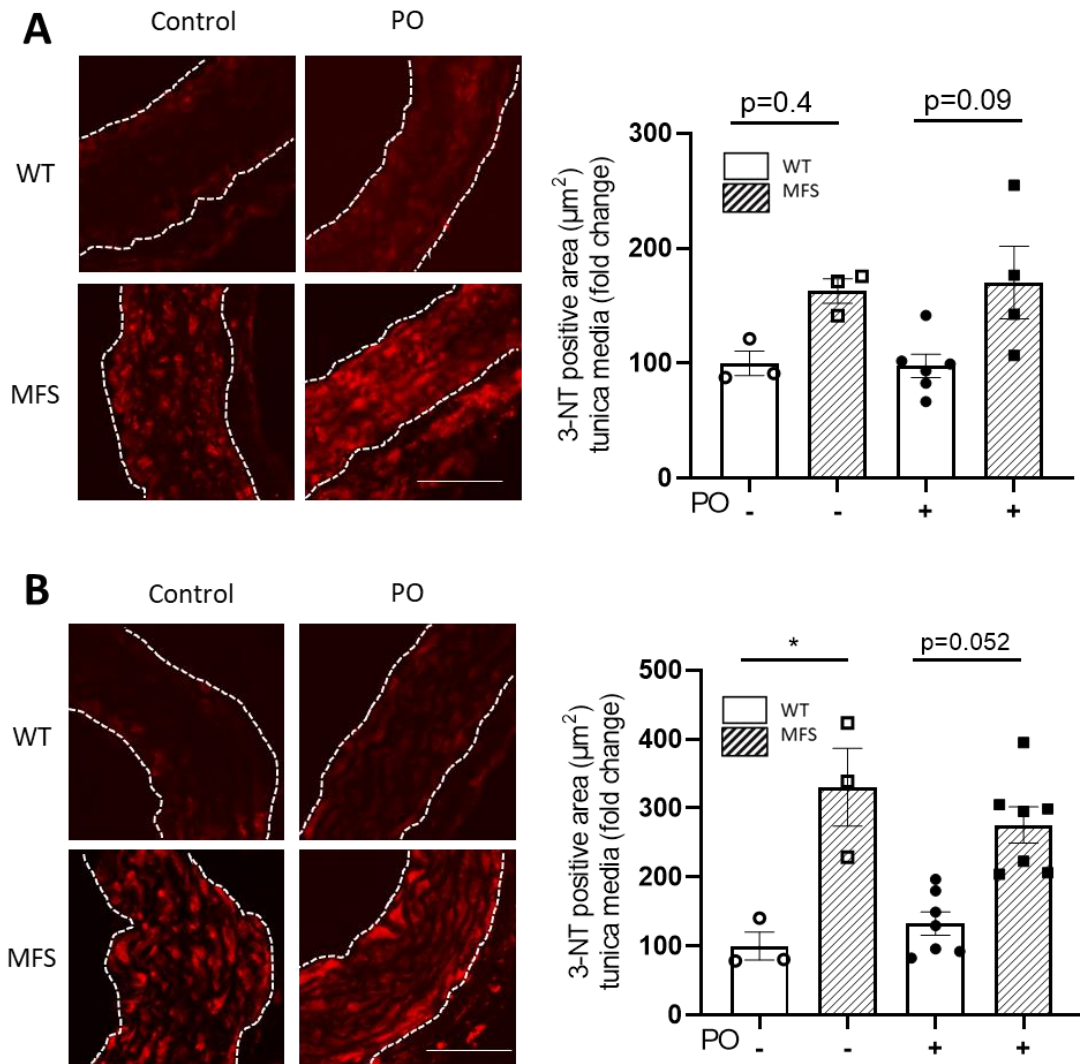 A
Control
PO
WT
MFS
p=0.4
p=0.09
300
200
100
0
3-NT positive area (µm²)
tunica media (fold change)
WT
MFS
PO - - + +
B
Control
PO
WT
MFS
*
p=0.052
500
400
300
200
100
0
3-NT positive area (µm²)
tunica media (fold change)
WT
MFS
PO - - + +